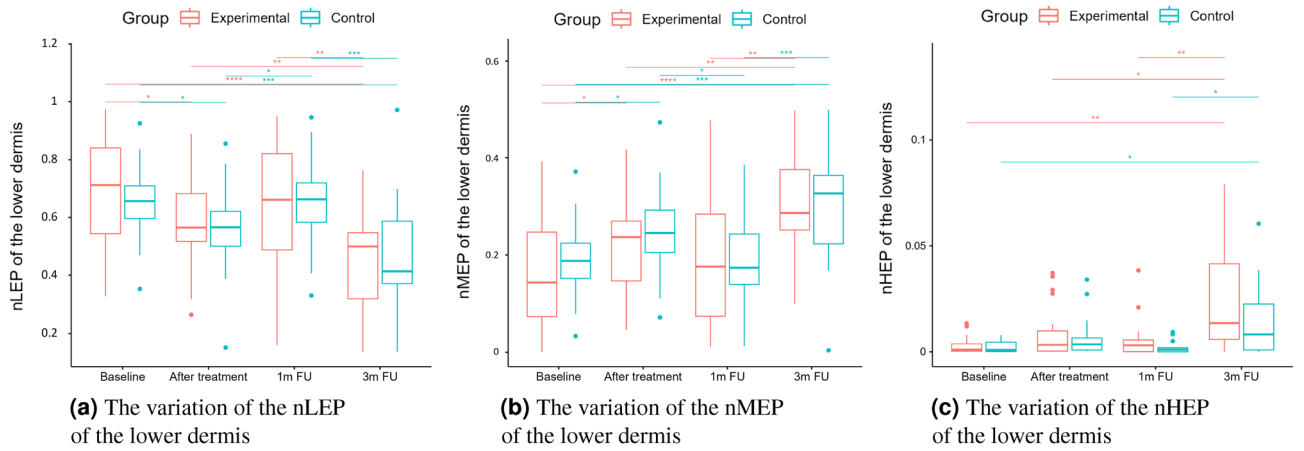 Group Experimental Control
nLEP of the lower dermis
1.2
1
0.8
0.6
0.4
0.2
**
***
**
*
****
***
*
*
Baseline After treatment 1m FU 3m FU
(a) The variation of the nLEP
of the lower dermis
Group Experimental Control
nMEP of the lower dermis
0.6
0.4
0.2
0
**
***
**
*
****
***
*
*
Baseline After treatment 1m FU 3m FU
(b) The variation of the nMEP
of the lower dermis
Group Experimental Control
nHEP of the lower dermis
0.1
0.05
0
**
*
*
**
*
Baseline After treatment 1m FU 3m FU
(c) The variation of the nHEP
of the lower dermis